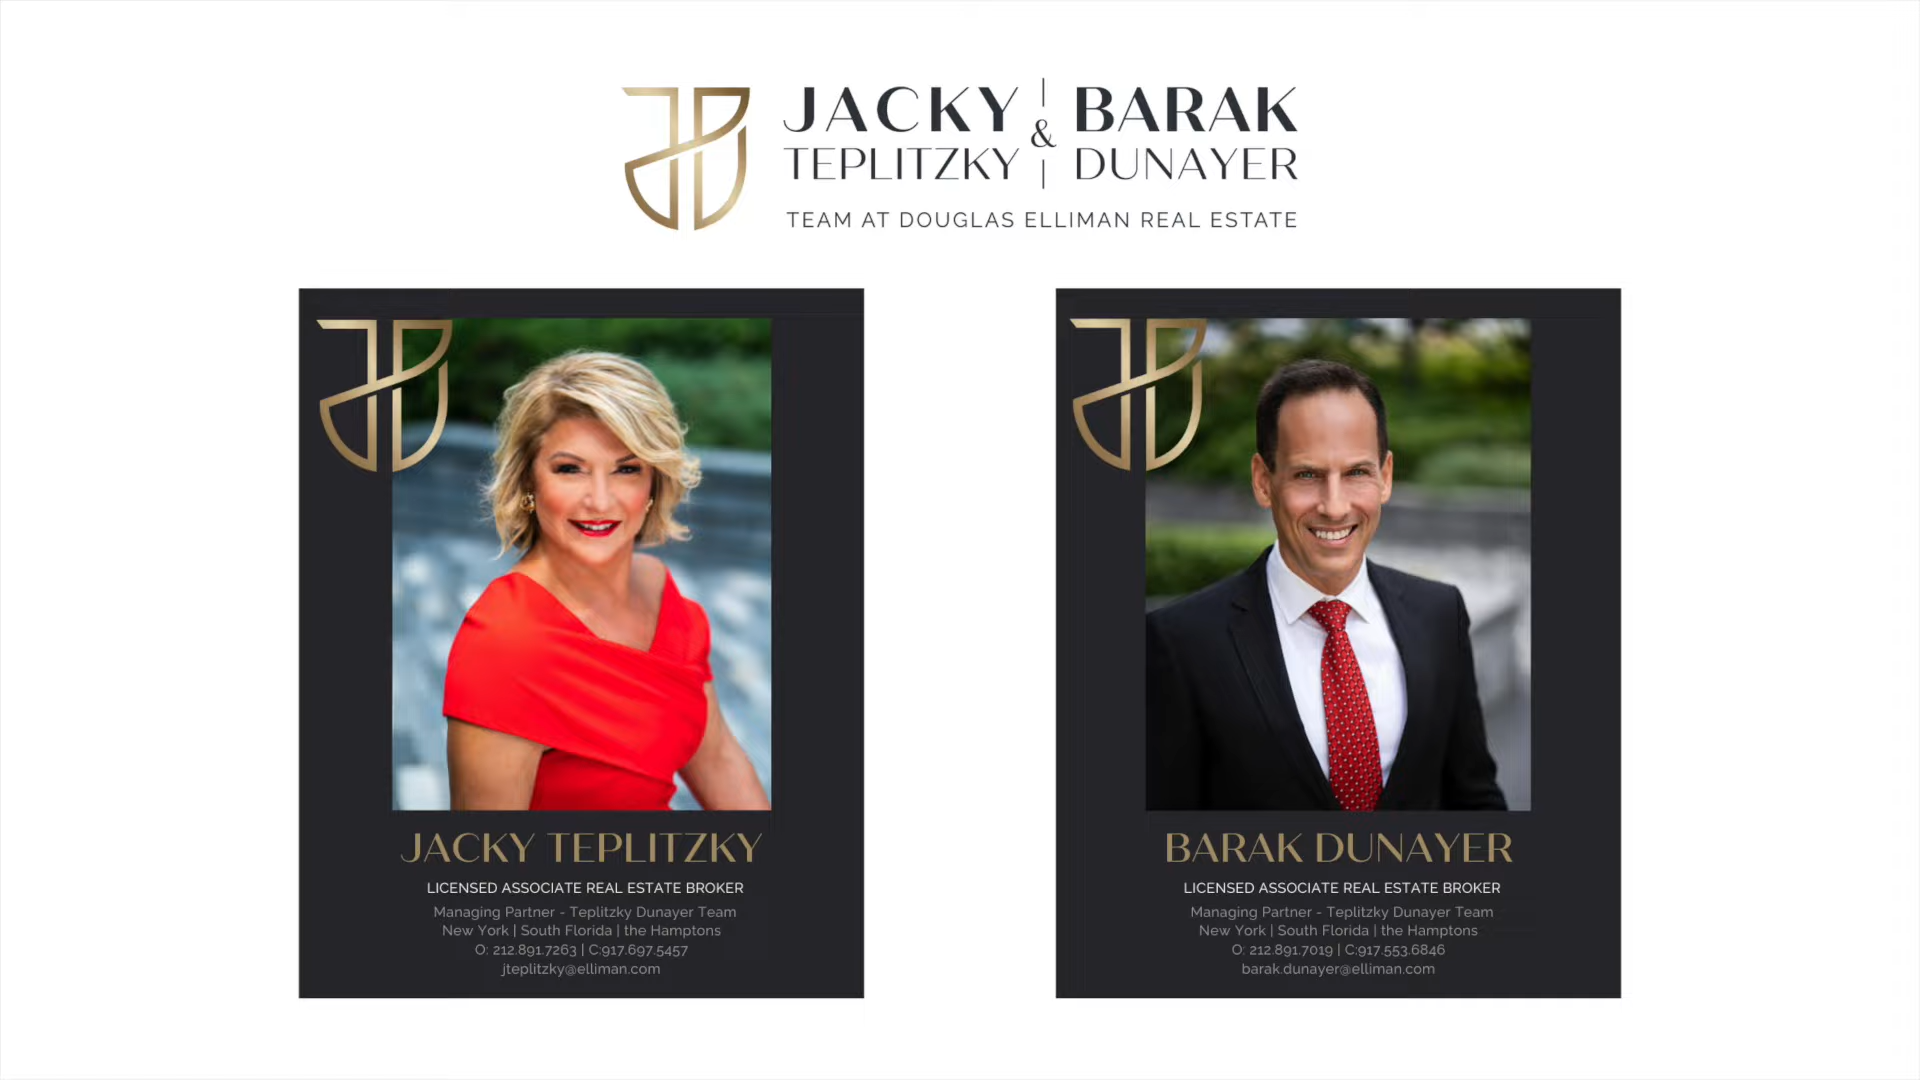 JACKY & BARAK
TEPLITZKY DUNAYER
TEAM AT DOUGLAS ELLIMAN REAL ESTATE
JACKY TEPLITZKY
LICENSED ASSOCIATE REAL ESTATE BROKER
Managing Partner - Teplitzky Dunayer Team
New York | South Florida | the Hamptons
O: 212.891.7263 | C:917.697.5457
jteplitzky@elliman.com
BARAK DUNAYER
LICENSED ASSOCIATE REAL ESTATE BROKER
Managing Partner - Teplitzky Dunayer Team
New York | South Florida | the Hamptons
O: 212.891.7019 | C:917.553.6846
barak.dunayer@elliman.com